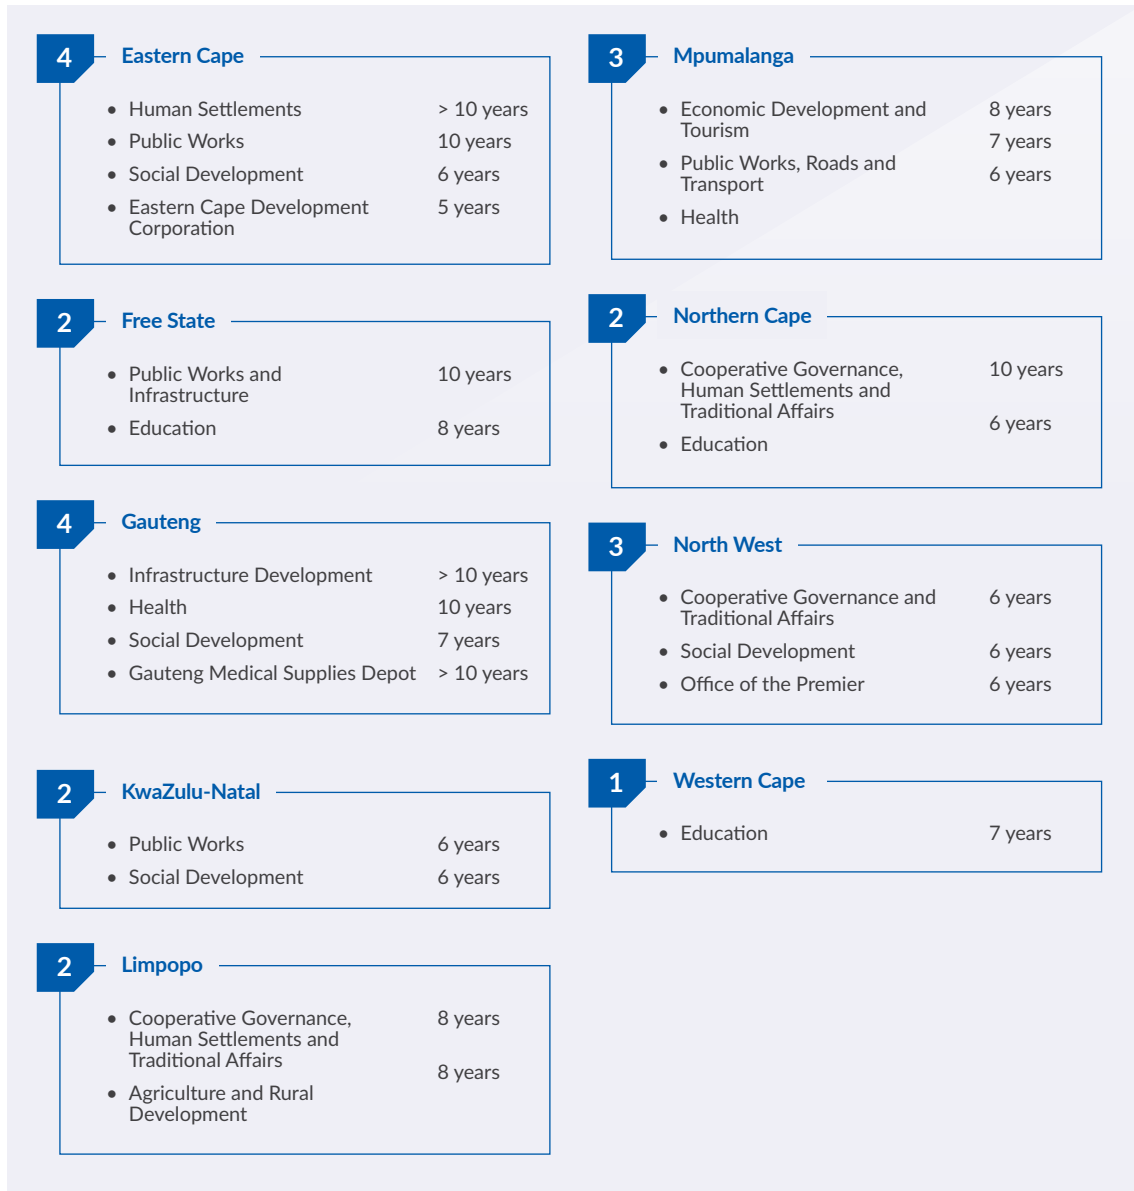 4 Eastern Cape
• Human Settlements > 10 years
• Public Works 10 years
• Social Development 6 years
• Eastern Cape Development 5 years
Corporation
2 Free State
• Public Works and 10 years
Infrastructure
• Education 8 years
4 Gauteng
• Infrastructure Development > 10 years
• Health 10 years
• Social Development 7 years
• Gauteng Medical Supplies Depot > 10 years
2 KwaZulu-Natal
• Public Works 6 years
• Social Development 6 years
2 Limpopo
• Cooperative Governance, 8 years
Human Settlements and
Traditional Affairs
8 years
• Agriculture and Rural
Development
3 Mpumalanga
• Economic Development and 8 years
Tourism
7 years
• Public Works, Roads and
6 years
Transport
• Health
2 Northern Cape
• Cooperative Governance, 10 years
Human Settlements and
Traditional Affairs
6 years
• Education
3 North West
• Cooperative Governance and 6 years
Traditional Affairs
• Social Development 6 years
• Office of the Premier 6 years
1 Western Cape
• Education 7 years